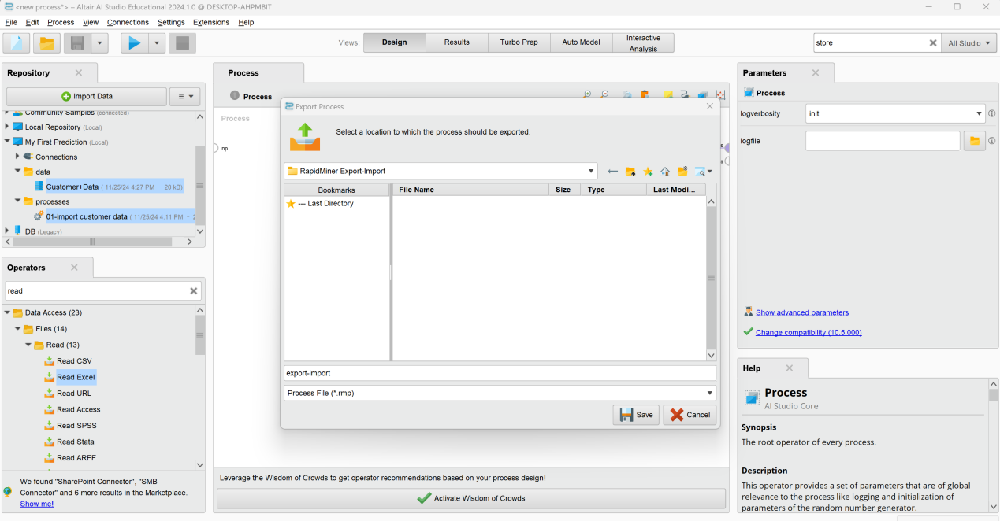 <new process*> – Altair AI Studio Educational 2024.1.0 @ DESKTOP-AHPMBIT
File Edit Process View Connections Settings Extensions Help
Views: Design Results Turbo Prep Auto Model Interactive Analysis
store All Studio
Repository
Import Data
Community Samples (connected)
Local Repository (Local)
My First Prediction (Local)
Connections
data
Customer+Data ( 11/25/24 4:27 PM - 20 kB)
processes
01-import customer data ( 11/25/24 4:11 PM -
DB (Legacy)
Operators
read
Data Access (23)
Files (14)
Read (13)
Read CSV
Read Excel
Read URL
Read Access
Read SPSS
Read Stata
Read ARFF
We found "SharePoint Connector", "SMB
Connector" and 6 more results in the Marketplace.
Show me!
Process
Process
Process
inp
Export Process
Select a location to which the process should be exported.
RapidMiner Export-Import
Bookmarks File Name Size Type Last Modi...
--- Last Directory
export-import
Process File (*.rmp)
Save Cancel
Leverage the Wisdom of Crowds to get operator recommendations based on your process design!
Activate Wisdom of Crowds
Parameters
Process
logverbosity init
logfile
Show advanced parameters
Change compatibility (10.5.000)
Help
Process
AI Studio Core
Synopsis
The root operator of every process.
Description
This operator provides a set of parameters that are of global
relevance to the process like logging and initialization of
parameters of the random number generator.